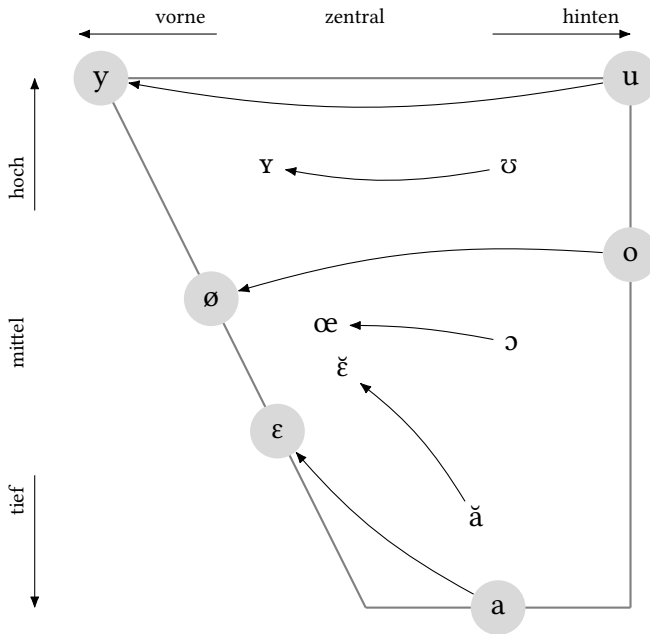 vorne zentral hinten
y u
hoch
ʏ ʊ
o
ø
mittel
œ ɔ
ɛ̆
ɛ
tief
ă
a